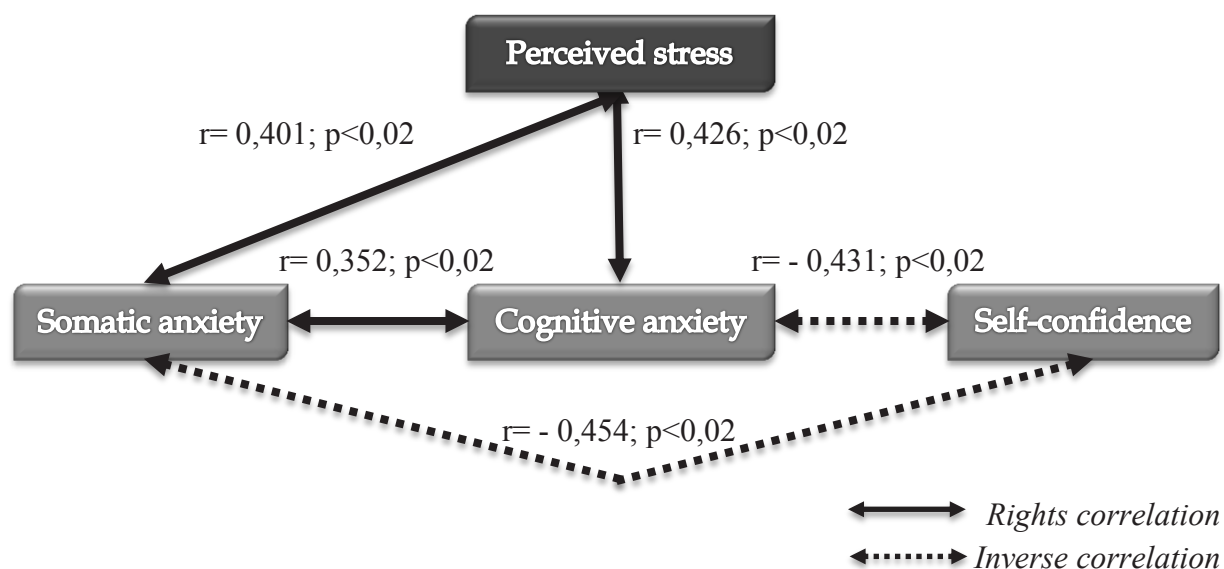 Perceived stress
r= 0,401; p<0,02
r= 0,426; p<0,02
r= 0,352; p<0,02
r= - 0,431; p<0,02
Somatic anxiety
Cognitive anxiety
Self-confidence
r= - 0,454; p<0,02
Rights correlation
Inverse correlation